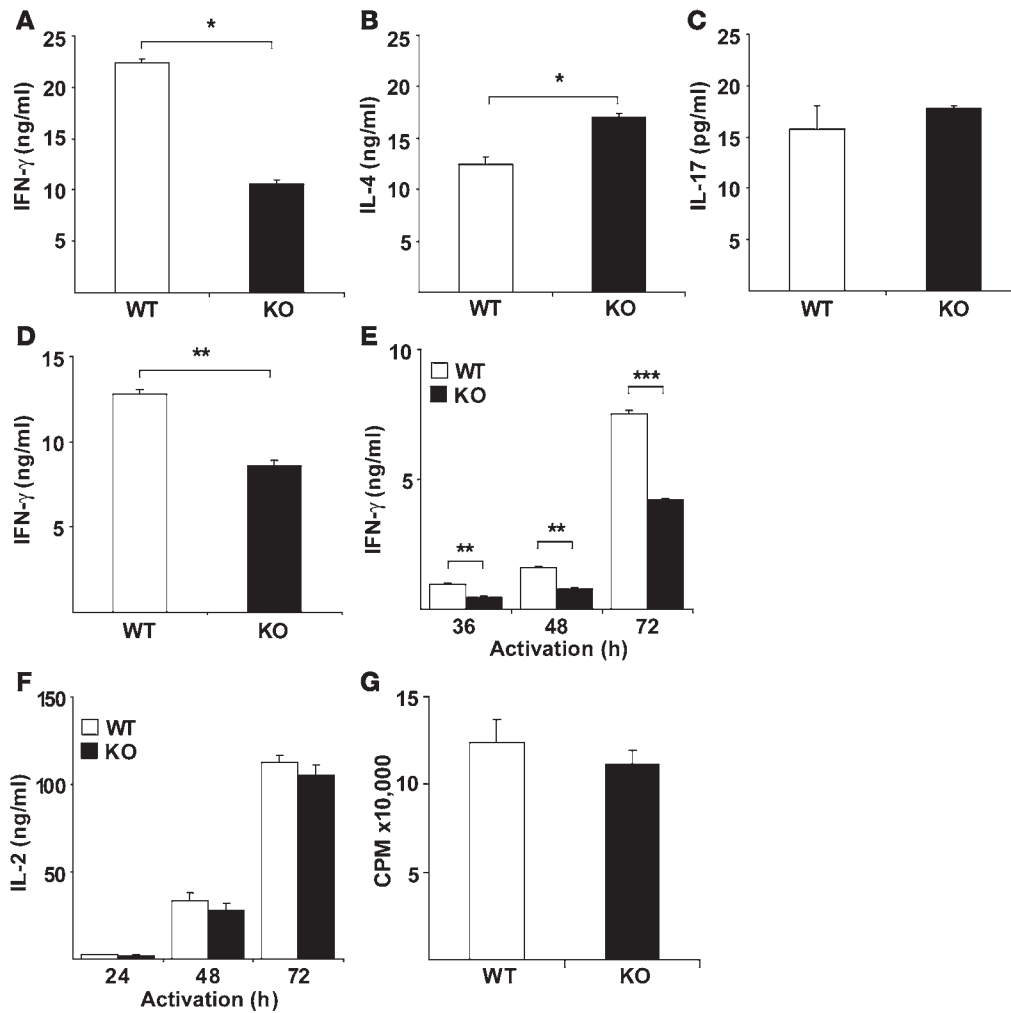 A
IFN-γ (ng/ml)
25
20
15
10
5
*
WT
KO
B
IL-4 (ng/ml)
25
20
15
10
5
*
WT
KO
C
IL-17 (pg/ml)
25
20
15
10
5
WT
KO
D
IFN-γ (ng/ml)
15
10
5
**
WT
KO
E
IFN-γ (ng/ml)
10
5
WT
KO
**
**
***
36
48
72
Activation (h)
F
IL-2 (ng/ml)
150
100
50
WT
KO
24
48
72
Activation (h)
G
CPM x10,000
15
10
5
WT
KO